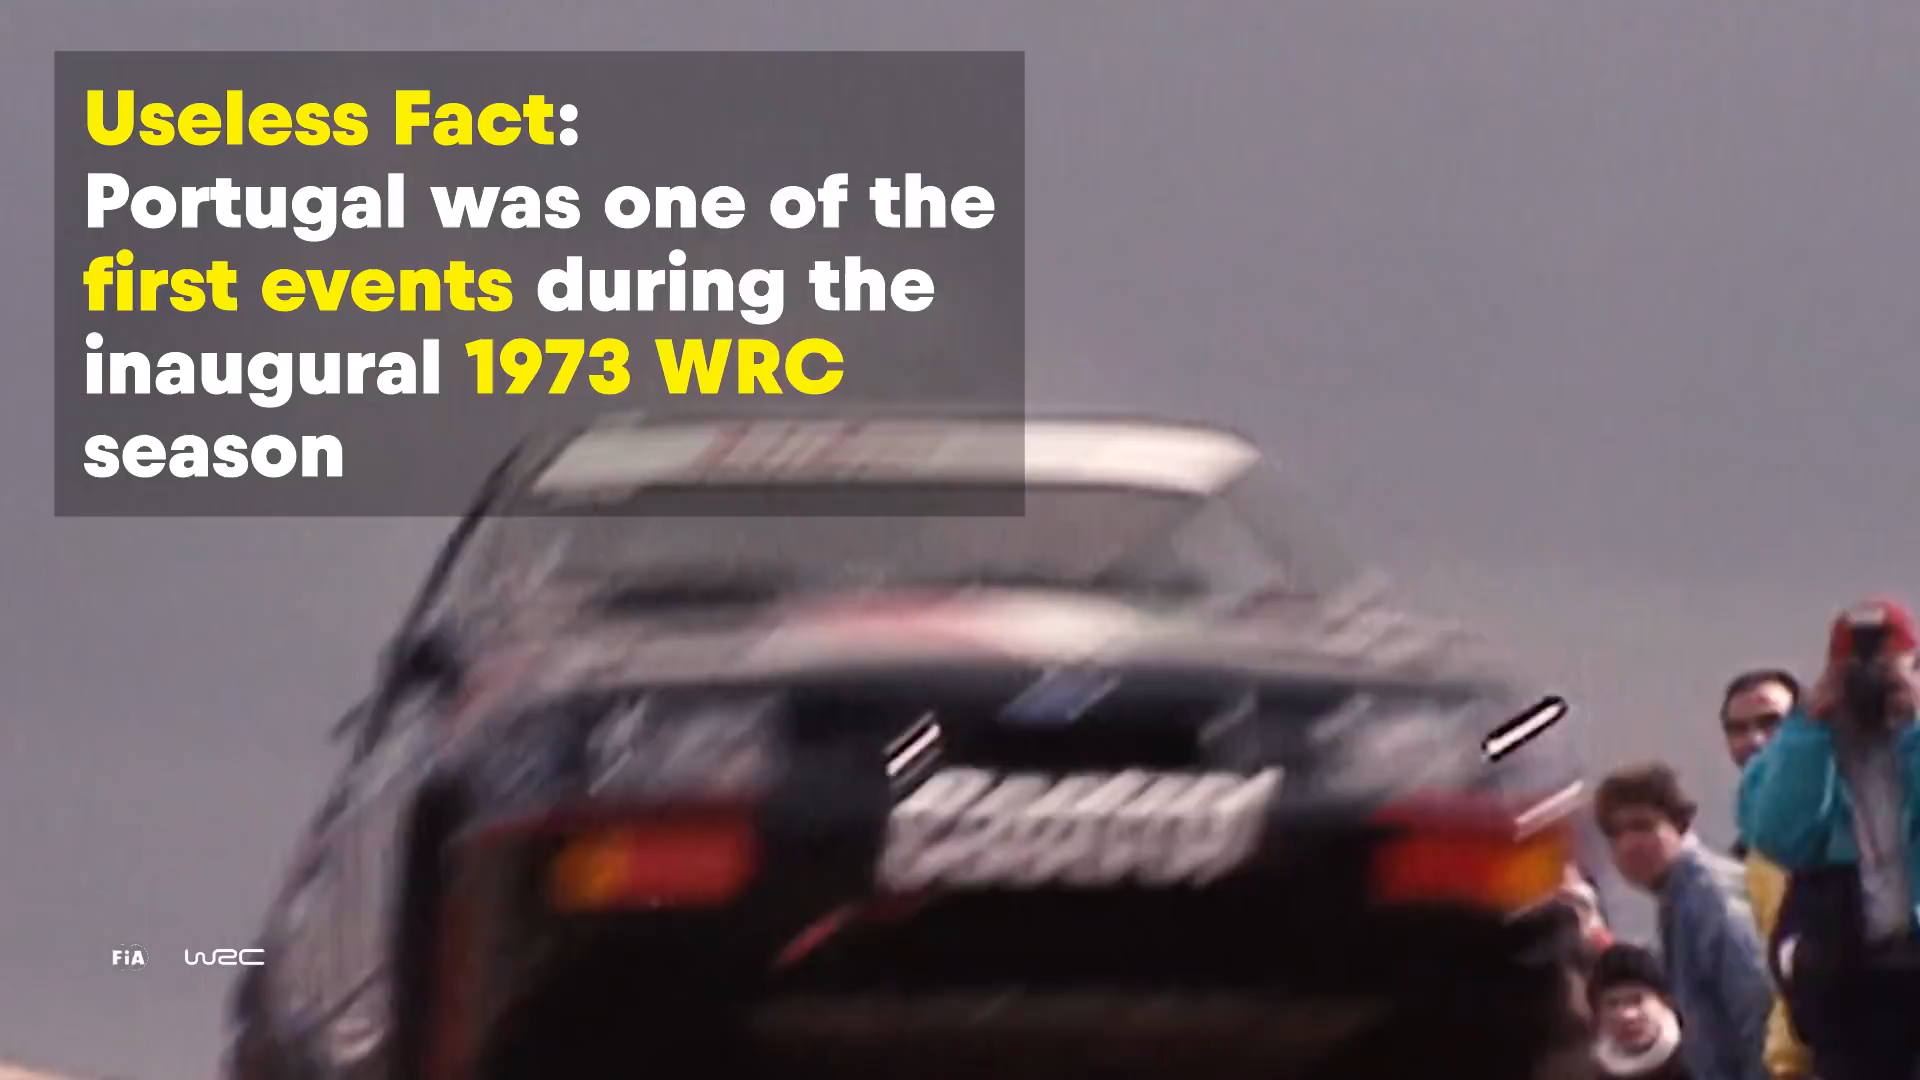 Useless Fact:
Portugal was one of the
first events during the
inaugural 1973 WRC
season
FiA WRC